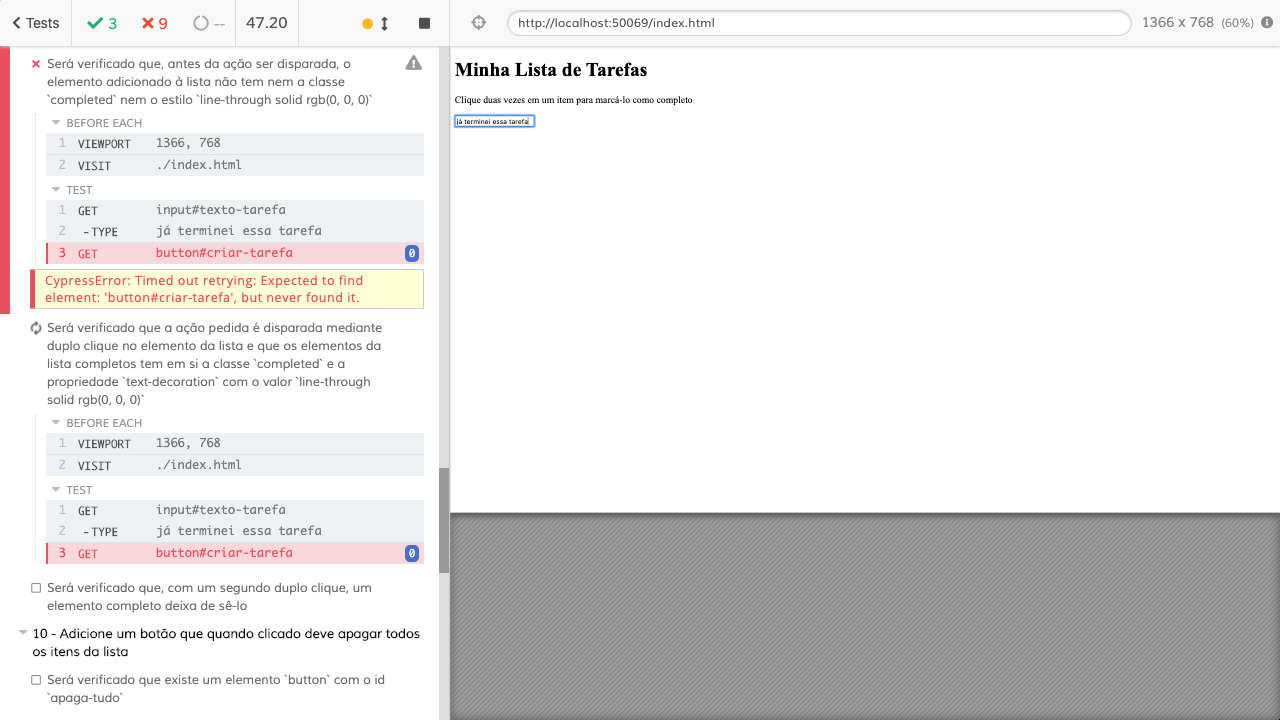 Tests 3 9 -- 47.20 http://localhost:50069/index.html 1366 x 768 (60%)
Será verificado que, antes da ação ser disparada, o
elemento adicionado à lista não tem nem a classe
`completed` nem o estilo `line-through solid rgb(0, 0, 0)`
BEFORE EACH
1 VIEWPORT 1366, 768
2 VISIT ./index.html
TEST
1 GET input#texto-tarefa
2 -TYPE já terminei essa tarefa
3 GET button#criar-tarefa 0
CypressError: Timed out retrying: Expected to find
element: 'button#criar-tarefa', but never found it.
Será verificado que a ação pedida é disparada mediante
duplo clique no elemento da lista e que os elementos da
lista completos tem em si a classe `completed` e a
propriedade `text-decoration` com o valor `line-through
solid rgb(0, 0, 0)`
BEFORE EACH
1 VIEWPORT 1366, 768
2 VISIT ./index.html
TEST
1 GET input#texto-tarefa
2 -TYPE já terminei essa tarefa
3 GET button#criar-tarefa 0
Será verificado que, com um segundo duplo clique, um
elemento completo deixa de sê-lo
10 - Adicione um botão que quando clicado deve apagar todos
os itens da lista
Será verificado que existe um elemento `button` com o id
`apaga-tudo`
Minha Lista de Tarefas
Clique duas vezes em um item para marcá-lo como completo
já terminei essa tarefa